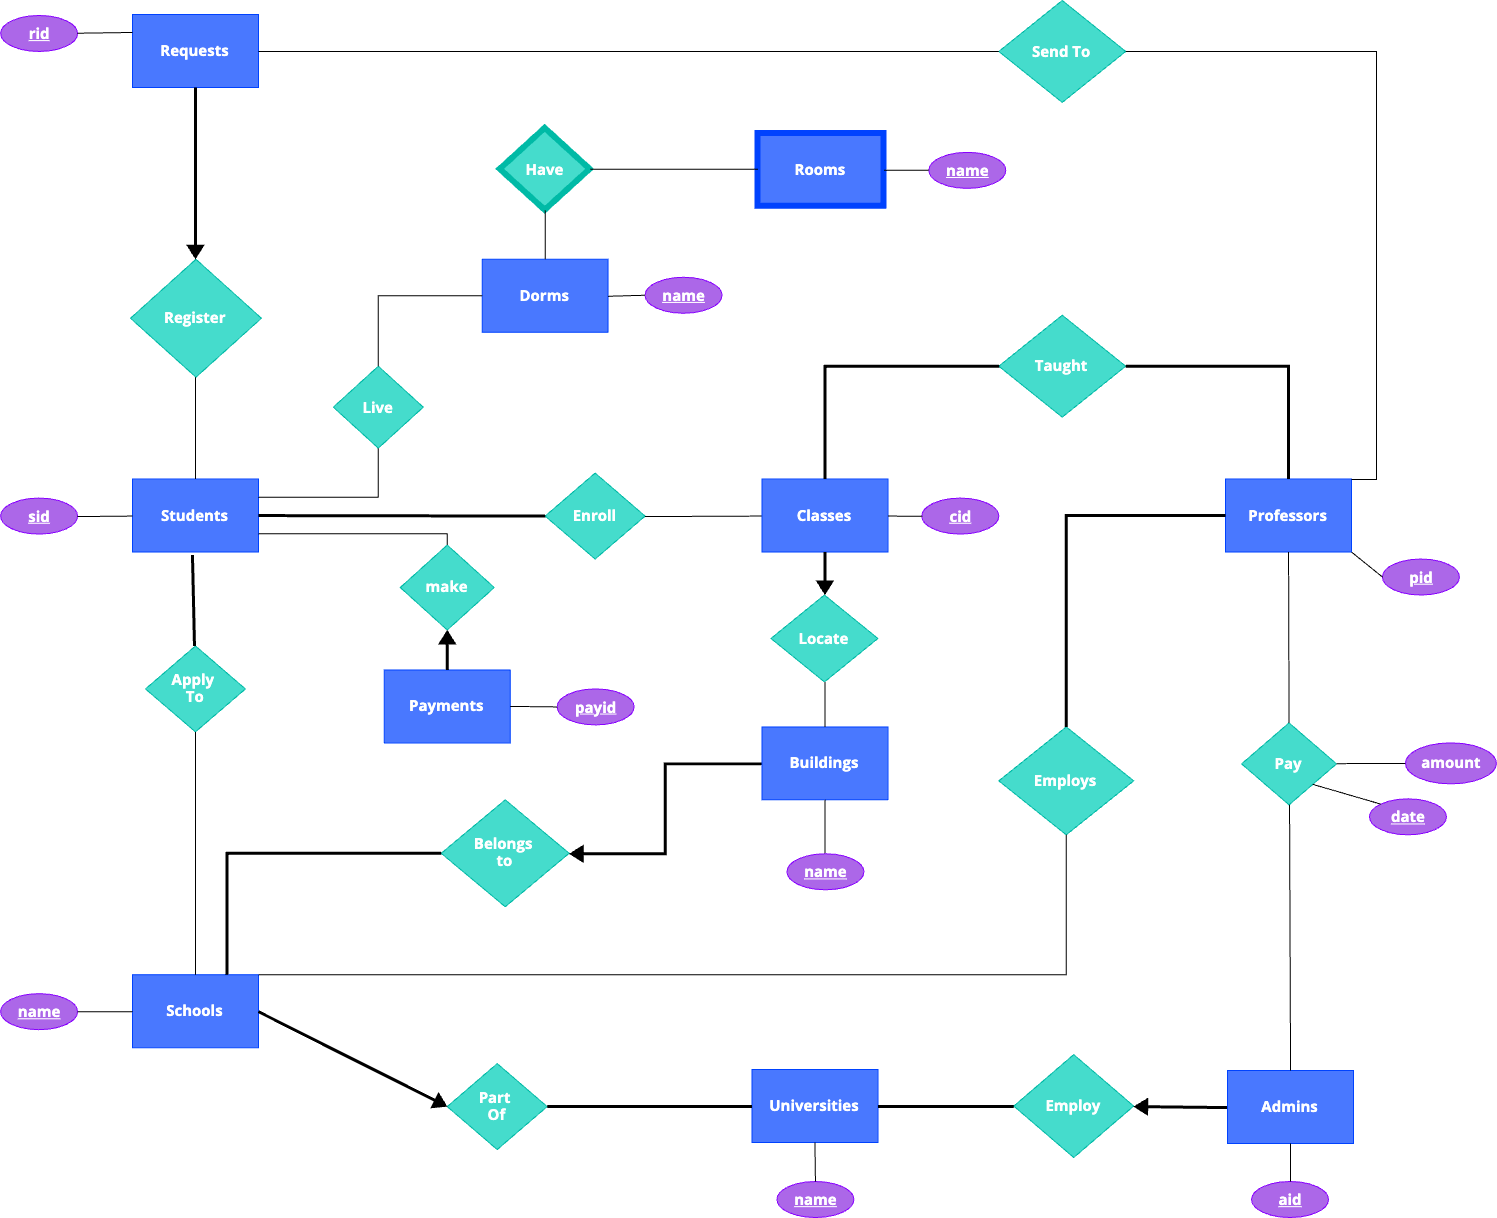 rid
Requests
Send To
Have
Rooms
name
Dorms
name
Register
Live
Taught
sid
Students
Enroll
Classes
cid
Professors
pid
make
Locate
Apply
To
Payments
payid
Buildings
Employs
Pay
amount
date
Belongs
to
name
name
Schools
Part
Of
Universities
Employ
Admins
name
aid